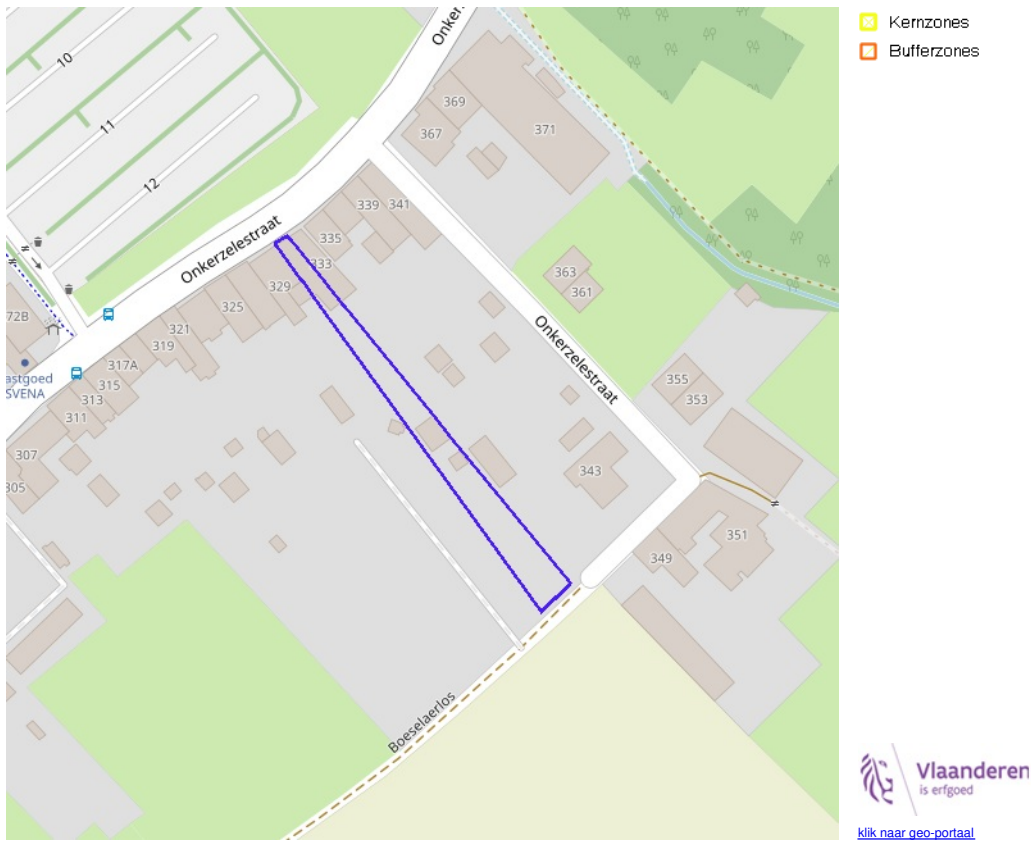 Onker
10
11
12
369
367
371
339
341
335
333
329
325
321
319
317A
315
313
311
307
305
Onkerzelestraat
72B
astgoed
SVENA
363
361
Onkerzelestraat
355
353
343
351
349
Boeselaerlos
Kernzones
Bufferzones
Vlaanderen
is erfgoed
klik naar geo-portaal